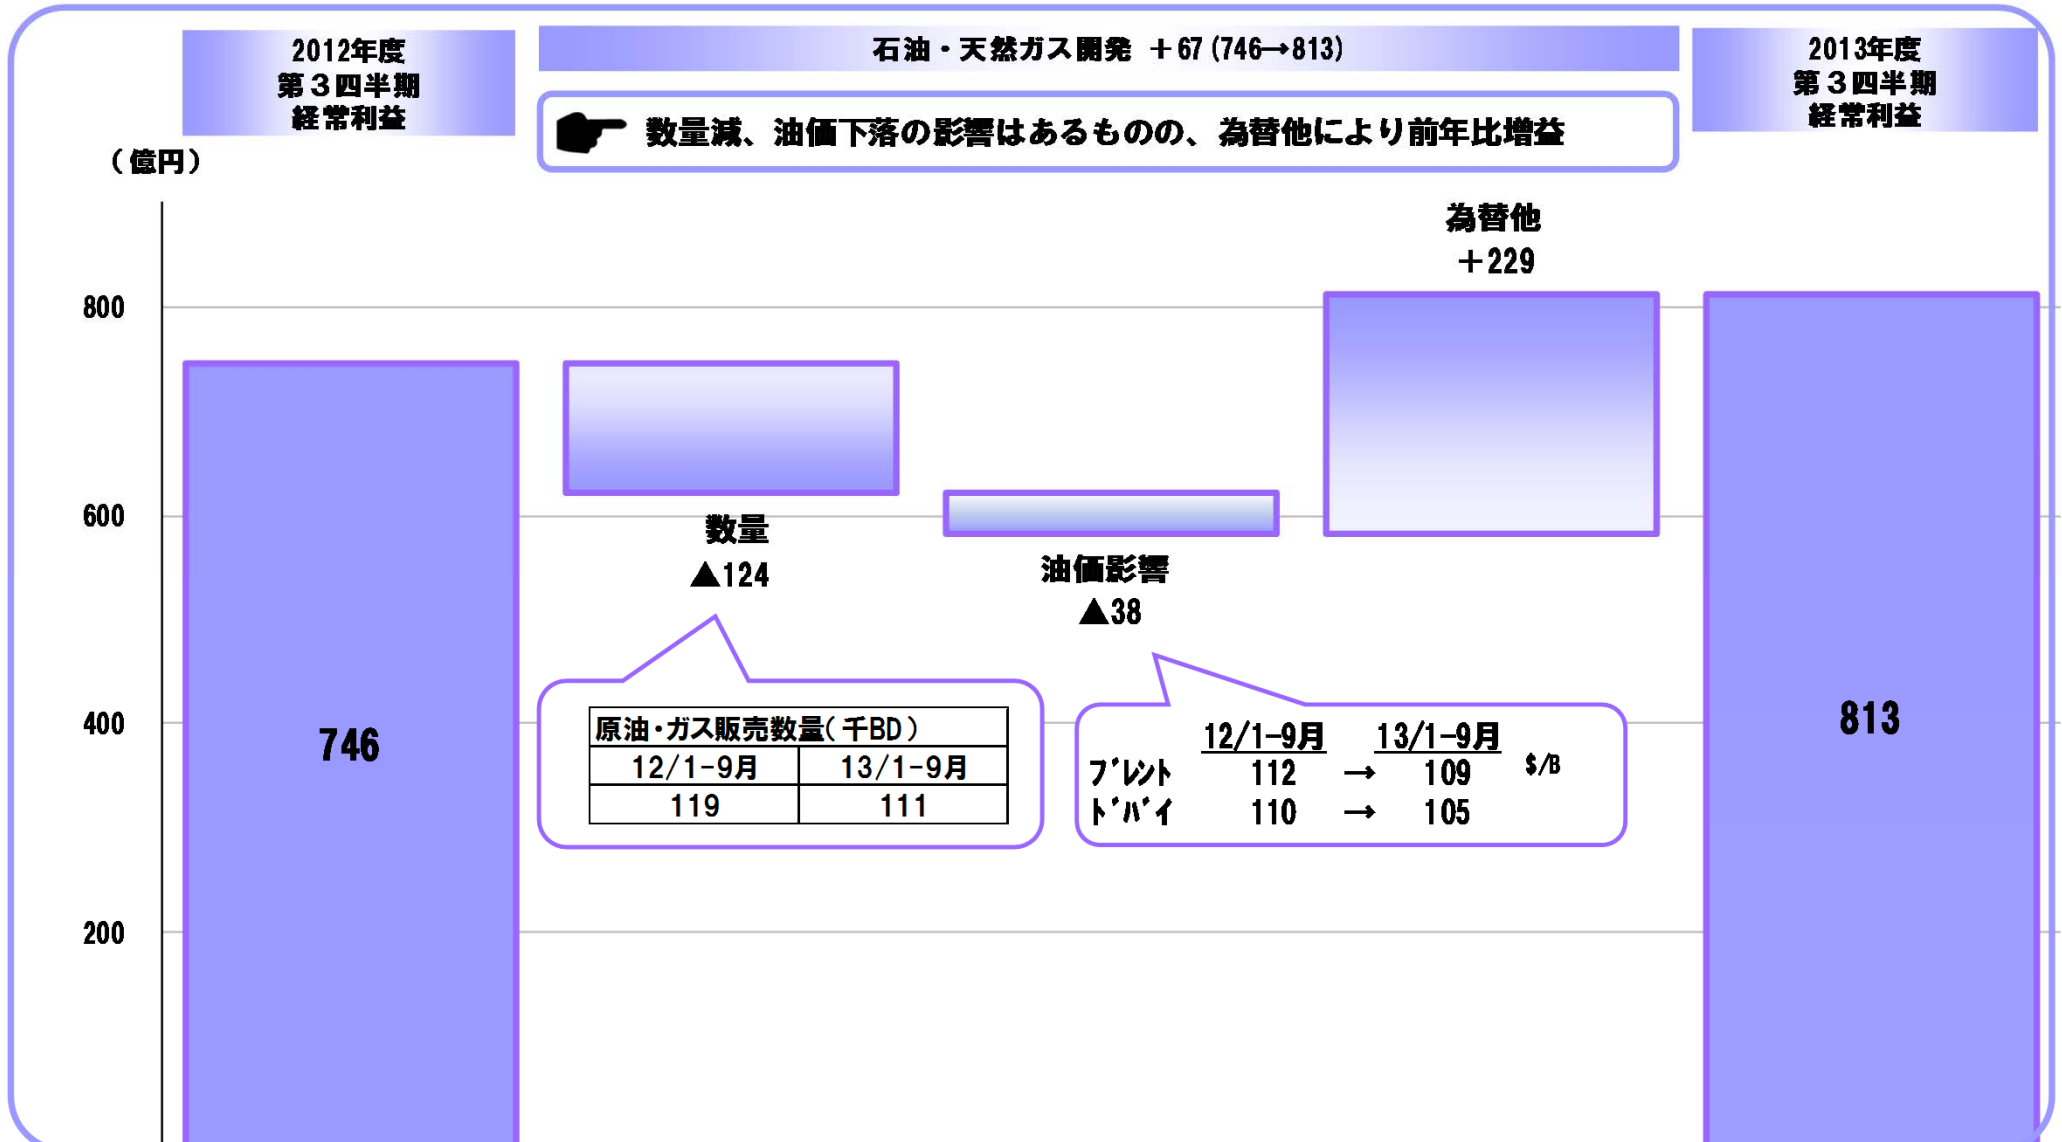 2012年度
第３四半期
経常利益
石油・天然ガス開発 ＋67(746→813)
2013年度
第３四半期
経常利益
数量減、油価下落の影響はあるものの、為替他により前年比増益
（億円）
為替他
＋229
800
600
数量
▲124
油価影響
▲38
400
200
746
原油・ガス販売数量（千BD）
12/1-9月 13/1-9月
119 111
12/1-9月 13/1-9月
ﾌﾞﾚﾝﾄ 112 → 109 $/B
ﾄﾞﾊﾞｲ 110 → 105
813